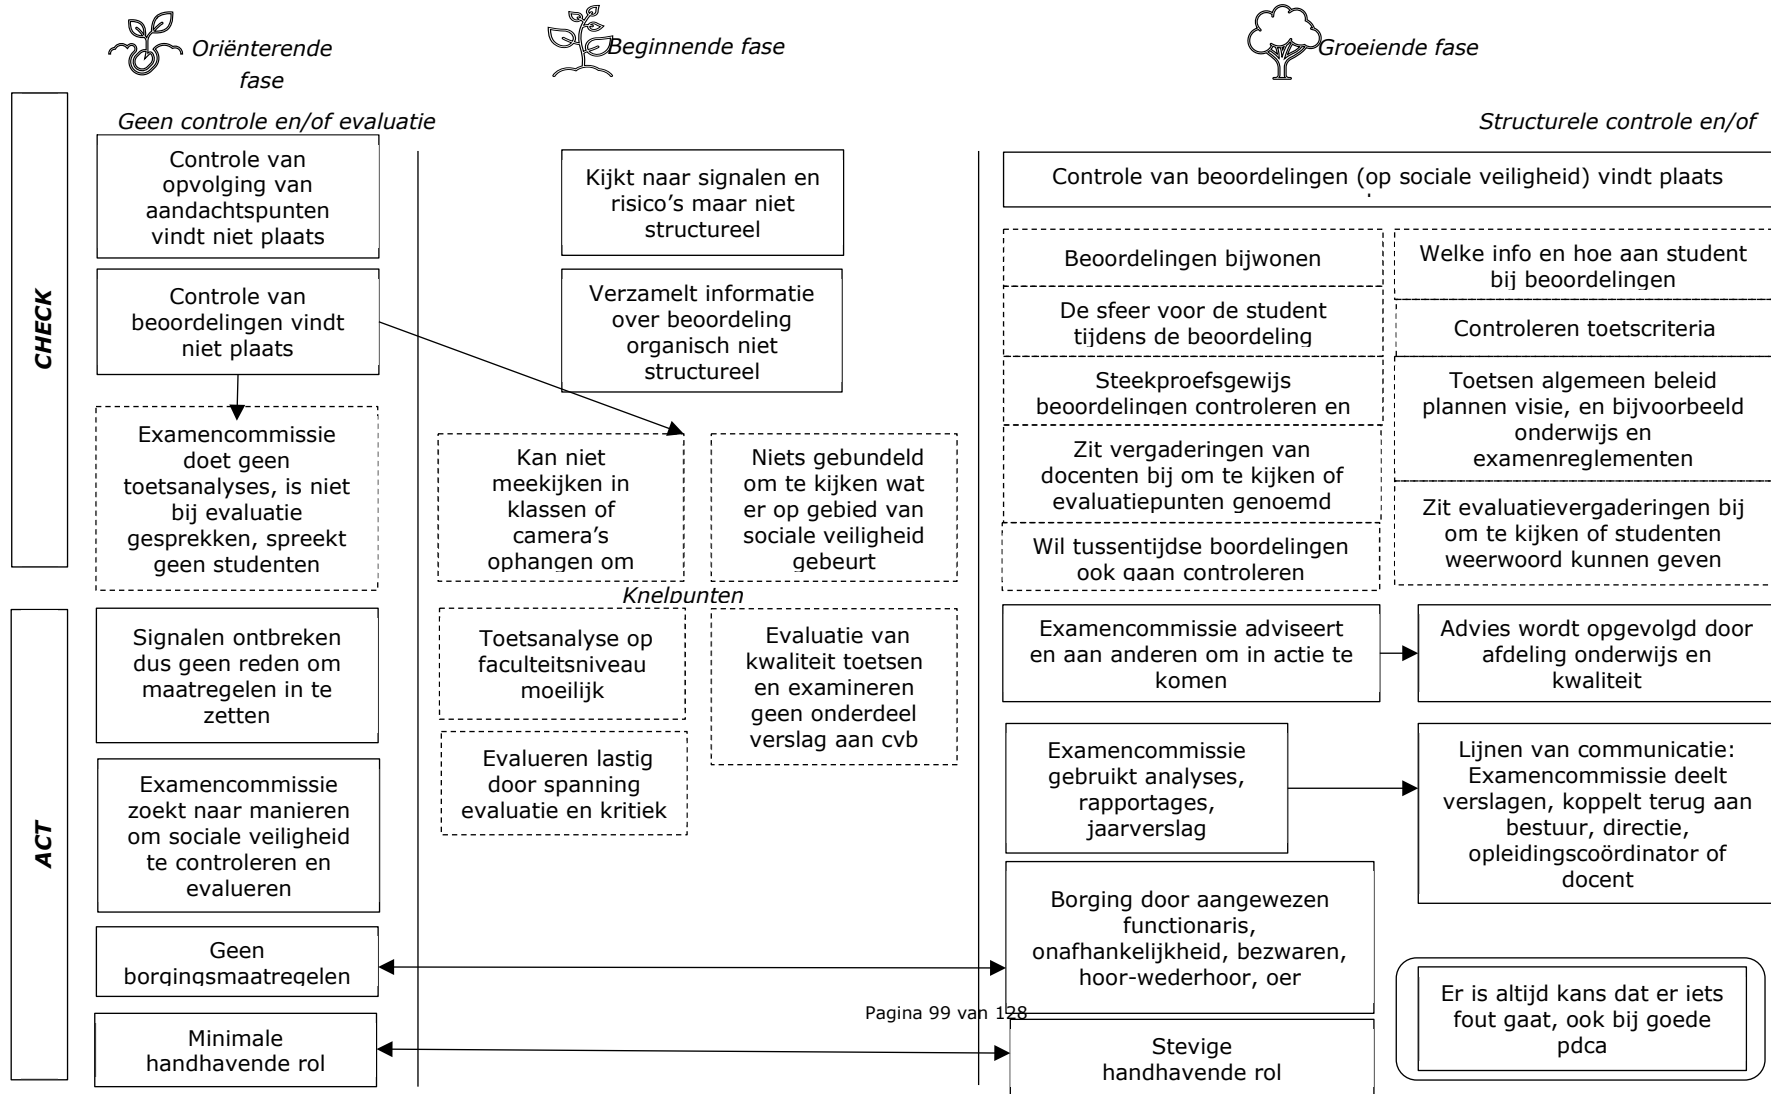 Oriënterende
fase
Beginnende fase
Groeiende fase
CHECK
Geen controle en/of evaluatie
Controle van
opvolging van
aandachtspunten
vindt niet plaats
Controle van
beoordelingen vindt
niet plaats
Examencommissie
doet geen
toetsanalyses, is niet
bij evaluatie
gesprekken, spreekt
geen studenten
Kijkt naar signalen en
risico’s maar niet
structureel
Verzamelt informatie
over beoordeling
organisch niet
structureel
Kan niet
meekijken in
klassen of
camera’s
ophangen om
Niets gebundeld
om te kijken wat
er op gebied van
sociale veiligheid
gebeurt
Knelpunten
Structurele controle en/of
Controle van beoordelingen (op sociale veiligheid) vindt plaats
Beoordelingen bijwonen
De sfeer voor de student
tijdens de beoordeling
Steekproefsgewijs
beoordelingen controleren en
Zit vergaderingen van
docenten bij om te kijken of
evaluatiepunten genoemd
Wil tussentijdse boordelingen
ook gaan controleren
Welke info en hoe aan student
bij beoordelingen
Controleren toetscriteria
Toetsen algemeen beleid
plannen visie, en bijvoorbeeld
onderwijs en
examenreglementen
Zit evaluatievergaderingen bij
om te kijken of studenten
weerwoord kunnen geven
ACT
Signalen ontbreken
dus geen reden om
maatregelen in te
zetten
Examencommissie
zoekt naar manieren
om sociale veiligheid
te controleren en
evalueren
Geen
borgingsmaatregelen
Minimale
handhavende rol
Toetsanalyse op
faculteitsniveau
moeilijk
Evalueren lastig
door spanning
evaluatie en kritiek
Evaluatie van
kwaliteit toetsen
en examineren
geen onderdeel
verslag aan cvb
Examencommissie adviseert
en aan anderen om in actie te
komen
Advies wordt opgevolgd door
afdeling onderwijs en
kwaliteit
Examencommissie
gebruikt analyses,
rapportages,
jaarverslag
Lijnen van communicatie:
Examencommissie deelt
verslagen, koppelt terug aan
bestuur, directie,
opleidingscoördinator of
docent
Borging door aangewezen
functionaris,
onafhankelijkheid, bezwaren,
hoor-wederhoor, oer
Stevige
handhavende rol
Er is altijd kans dat er iets
fout gaat, ook bij goede
pdca
Pagina 99 van 128